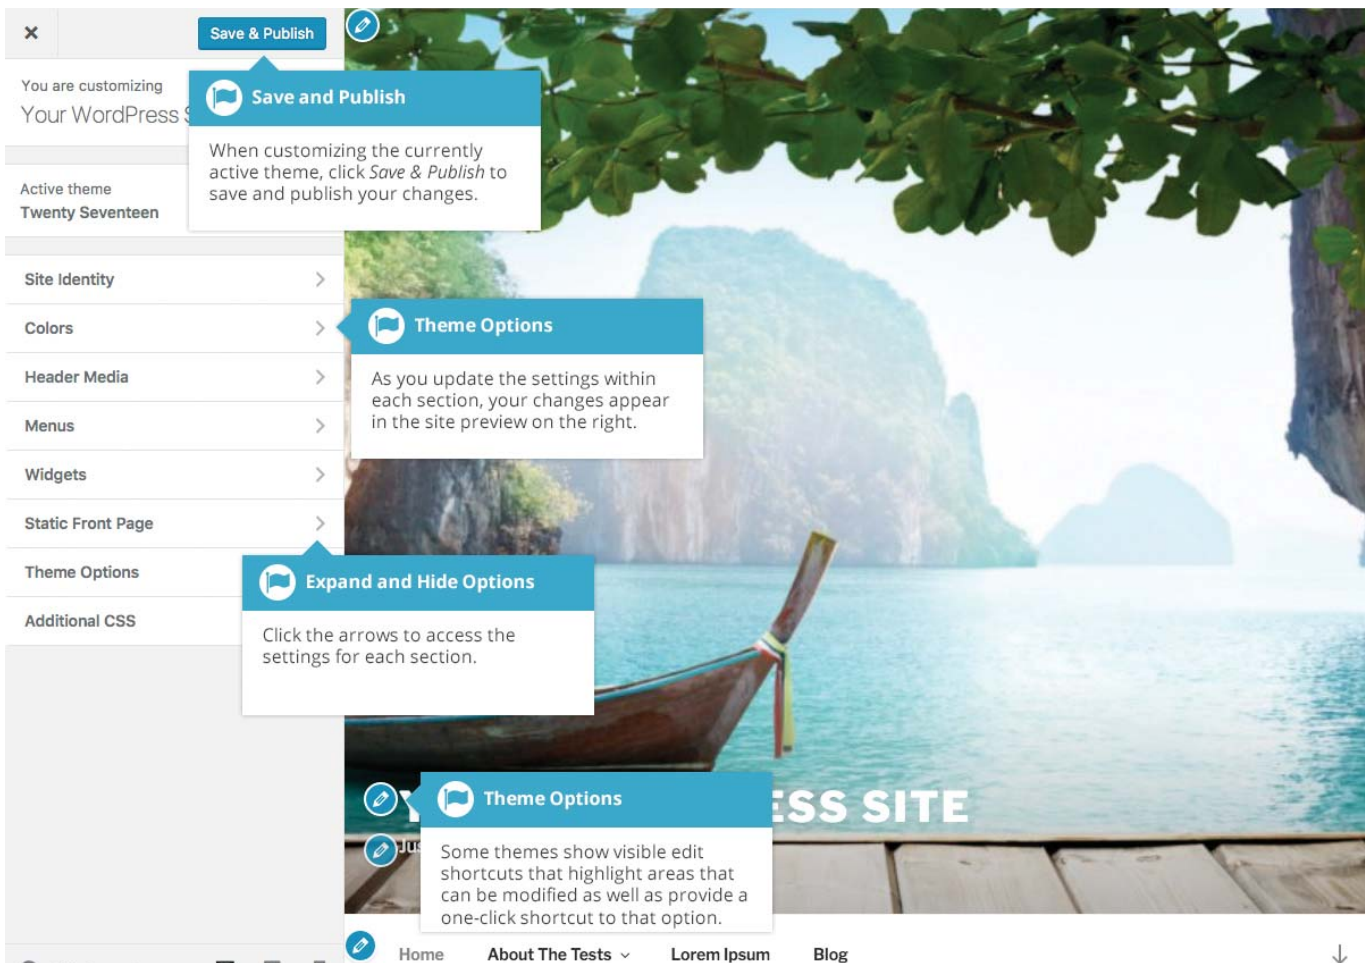 Save & Publish
You are customizing
Your WordPress
Save and Publish
When customizing the currently
active theme, click Save & Publish to
save and publish your changes.
Active theme
Twenty Seventeen
Site Identity
Colors
Header Media
Menus
Widgets
Static Front Page
Theme Options
Additional CSS
Theme Options
As you update the settings within
each section, your changes appear
in the site preview on the right.
Expand and Hide Options
Click the arrows to access the
settings for each section.
ESS SITE
Theme Options
Some themes show visible edit
shortcuts that highlight areas that
can be modified as well as provide a
one-click shortcut to that option.
Home About The Tests Lorem Ipsum Blog